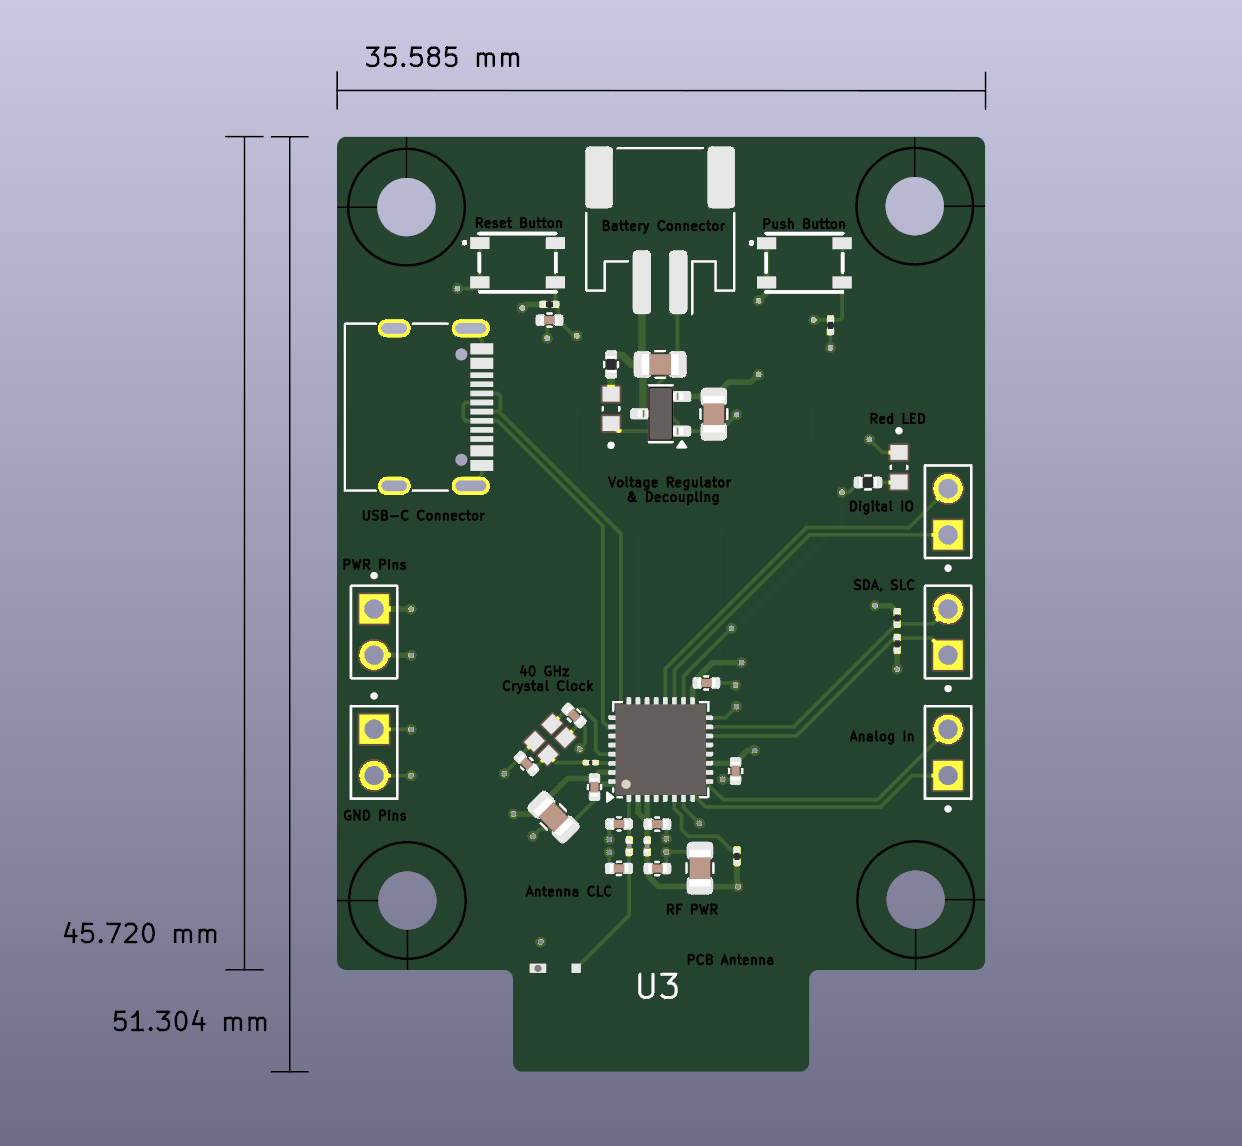 35.585 mm
Reset Button
Battery Connector
Push Button
Red LED
Voltage Regulator
& Decoupling
Digital IO
USB-C Connector
PWR Pins
SDA, SLC
40 GHz
Crystal Clock
Analog In
GND Pins
Antenna CLC
RF PWR
45.720 mm
PCB Antenna
U3
51.304 mm